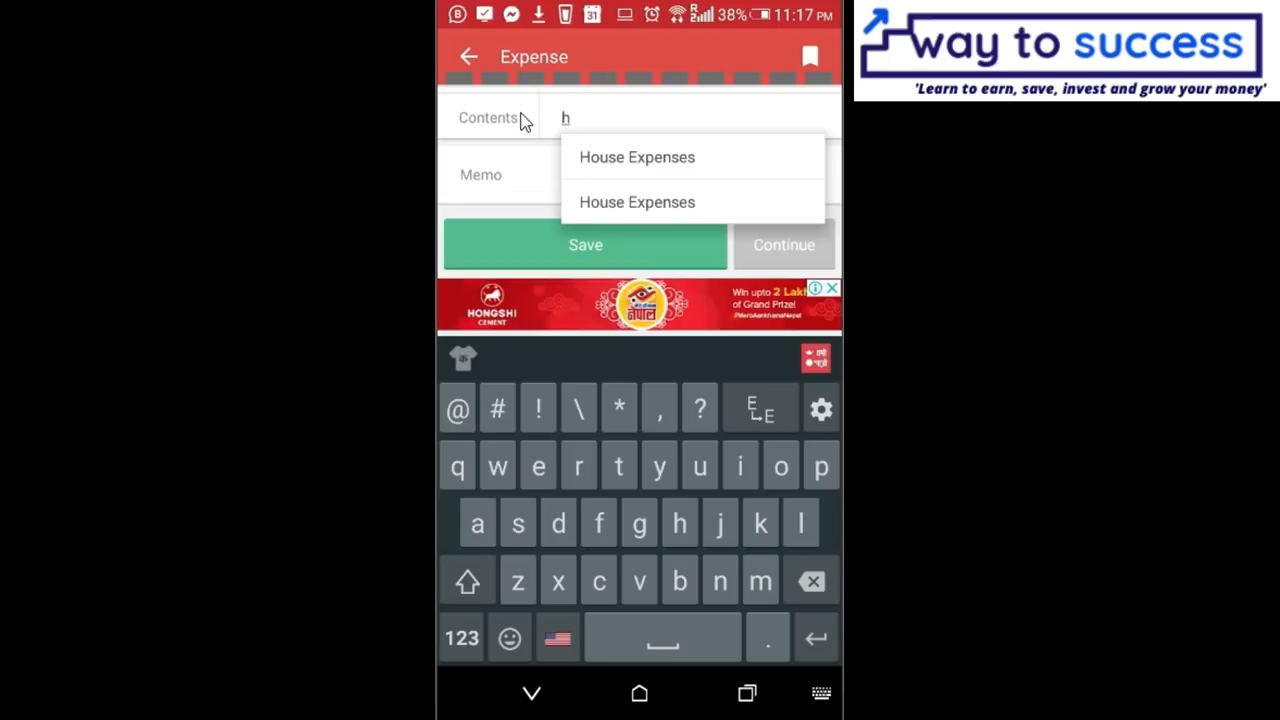 38% 11:17 PM
way to success
'Learn to earn, save, invest and grow your money'
Expense
Contents h
House Expenses
Memo
House Expenses
Save Continue
HONGSHI
CEMENT
नेपाल
Win upto 2 Lakh
of Grand Prize!
#MeroAankhamaNepal
@ # ! \ * , ? E E
q w e r t y u i o p
a s d f g h j k l
z x c v b n m
123 .